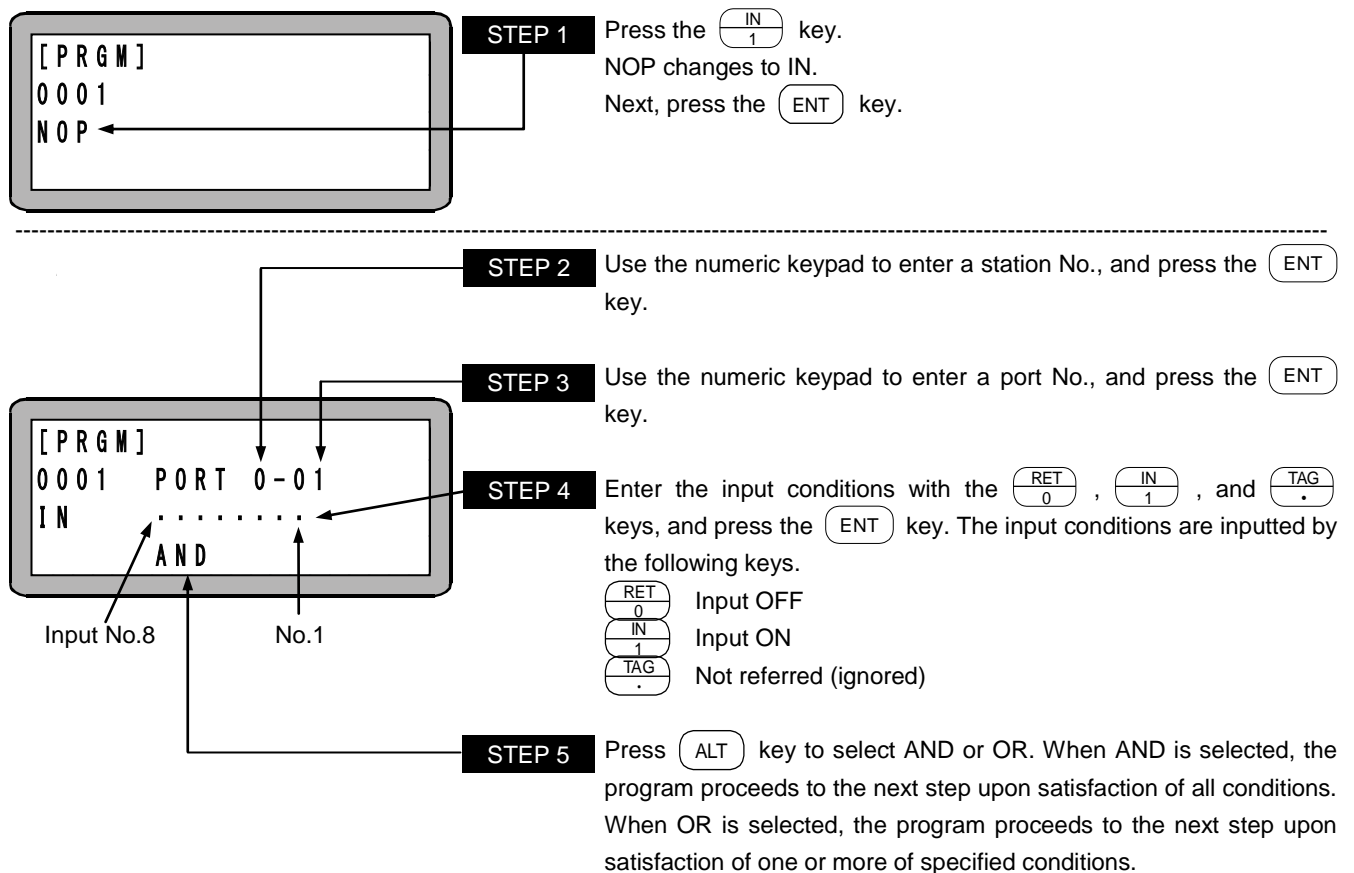 [PRGM]
0001
NOP
STEP 1
Press the IN 1 key.
NOP changes to IN.
Next, press the ENT key.
STEP 2
Use the numeric keypad to enter a station No., and press the ENT
key.
STEP 3
Use the numeric keypad to enter a port No., and press the ENT
key.
[PRGM]
0001 PORT 0-01
IN ········
AND
Input No.8 No.1
STEP 4
Enter the input conditions with the RET 0 , IN 1 , and TAG ·
keys, and press the ENT key. The input conditions are inputted by
the following keys.
RET 0 Input OFF
IN 1 Input ON
TAG · Not referred (ignored)
STEP 5
Press ALT key to select AND or OR. When AND is selected, the
program proceeds to the next step upon satisfaction of all conditions.
When OR is selected, the program proceeds to the next step upon
satisfaction of one or more of specified conditions.